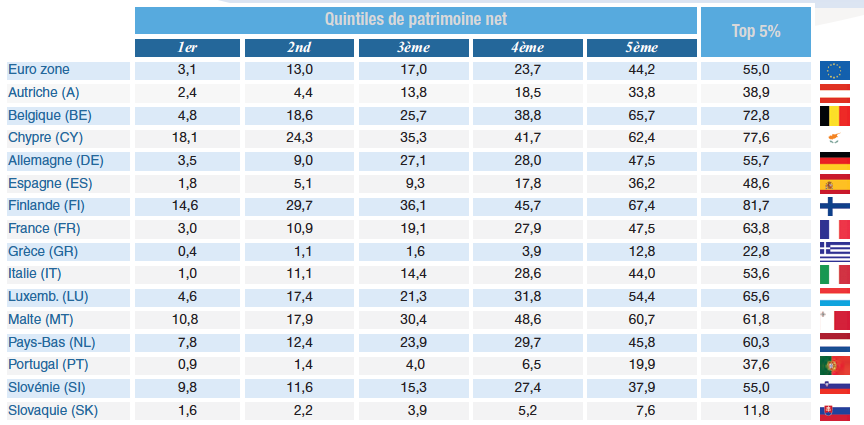 Quintiles de patrimoine net
Top 5%
1er 2nd 3ème 4ème 5ème
Euro zone 3,1 13,0 17,0 23,7 44,2 55,0
Autriche (A) 2,4 4,4 13,8 18,5 33,8 38,9
Belgique (BE) 4,8 18,6 25,7 38,8 65,7 72,8
Chypre (CY) 18,1 24,3 35,3 41,7 62,4 77,6
Allemagne (DE) 3,5 9,0 27,1 28,0 47,5 55,7
Espagne (ES) 1,8 5,1 9,3 17,8 36,2 48,6
Finlande (FI) 14,6 29,7 36,1 45,7 67,4 81,7
France (FR) 3,0 10,9 19,1 27,9 47,5 63,8
Grèce (GR) 0,4 1,1 1,6 3,9 12,8 22,8
Italie (IT) 1,0 11,1 14,4 28,6 44,0 53,6
Luxemb. (LU) 4,6 17,4 21,3 31,8 54,4 65,6
Malte (MT) 10,8 17,9 30,4 48,6 60,7 61,8
Pays-Bas (NL) 7,8 12,4 23,9 29,7 45,8 60,3
Portugal (PT) 0,9 1,4 4,0 6,5 19,9 37,6
Slovénie (SI) 9,8 11,6 15,3 27,4 37,9 55,0
Slovaquie (SK) 1,6 2,2 3,9 5,2 7,6 11,8